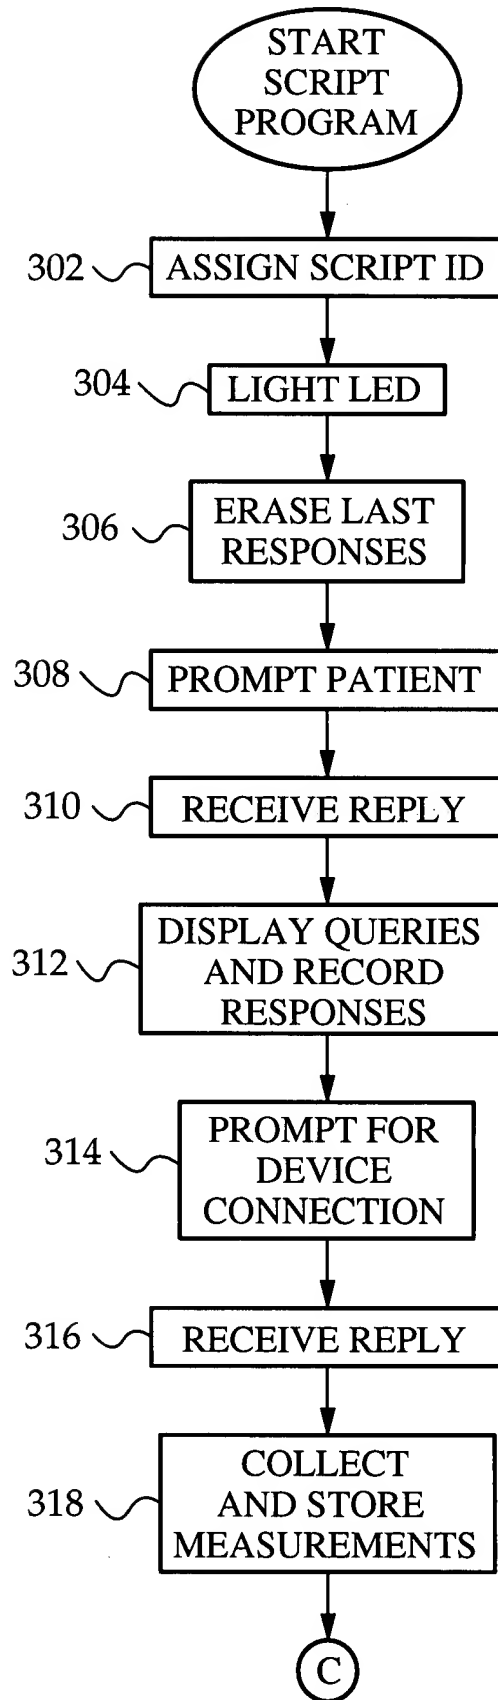 START
SCRIPT
PROGRAM
302 ASSIGN SCRIPT ID
304 LIGHT LED
306 ERASE LAST
RESPONSES
308 PROMPT PATIENT
310 RECEIVE REPLY
312 DISPLAY QUERIES
AND RECORD
RESPONSES
314 PROMPT FOR
DEVICE
CONNECTION
316 RECEIVE REPLY
318 COLLECT
AND STORE
MEASUREMENTS
C